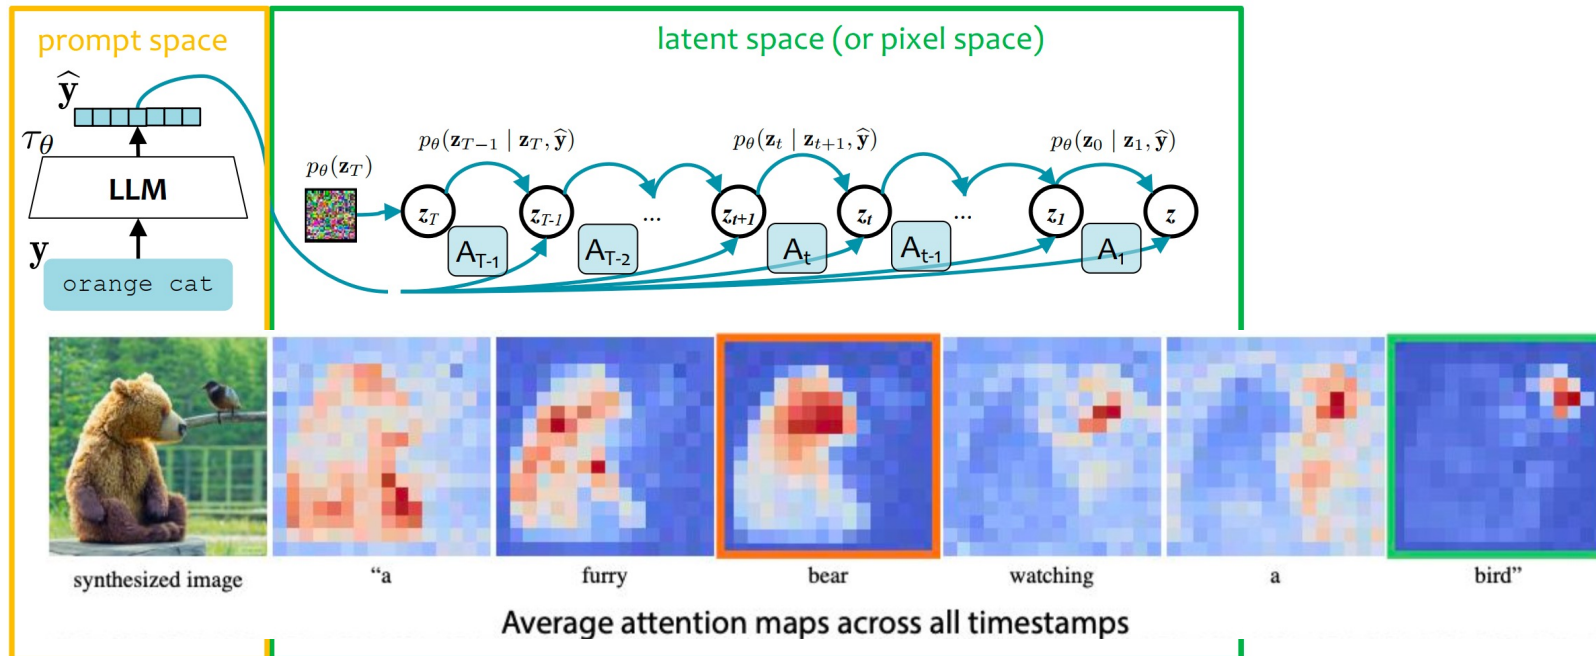 prompt space
latent space (or pixel space)
ŷ
τθ
LLM
y
orange cat
pθ(zT)
pθ(zT−1 | zT, ŷ)
pθ(zt | zt+1, ŷ)
pθ(z0 | z1, ŷ)
zT
zT-1
...
zt+1
zt
...
z1
z
AT-1
AT-2
At
At-1
A1
synthesized image
“a
furry
bear
watching
a
bird”
Average attention maps across all timestamps